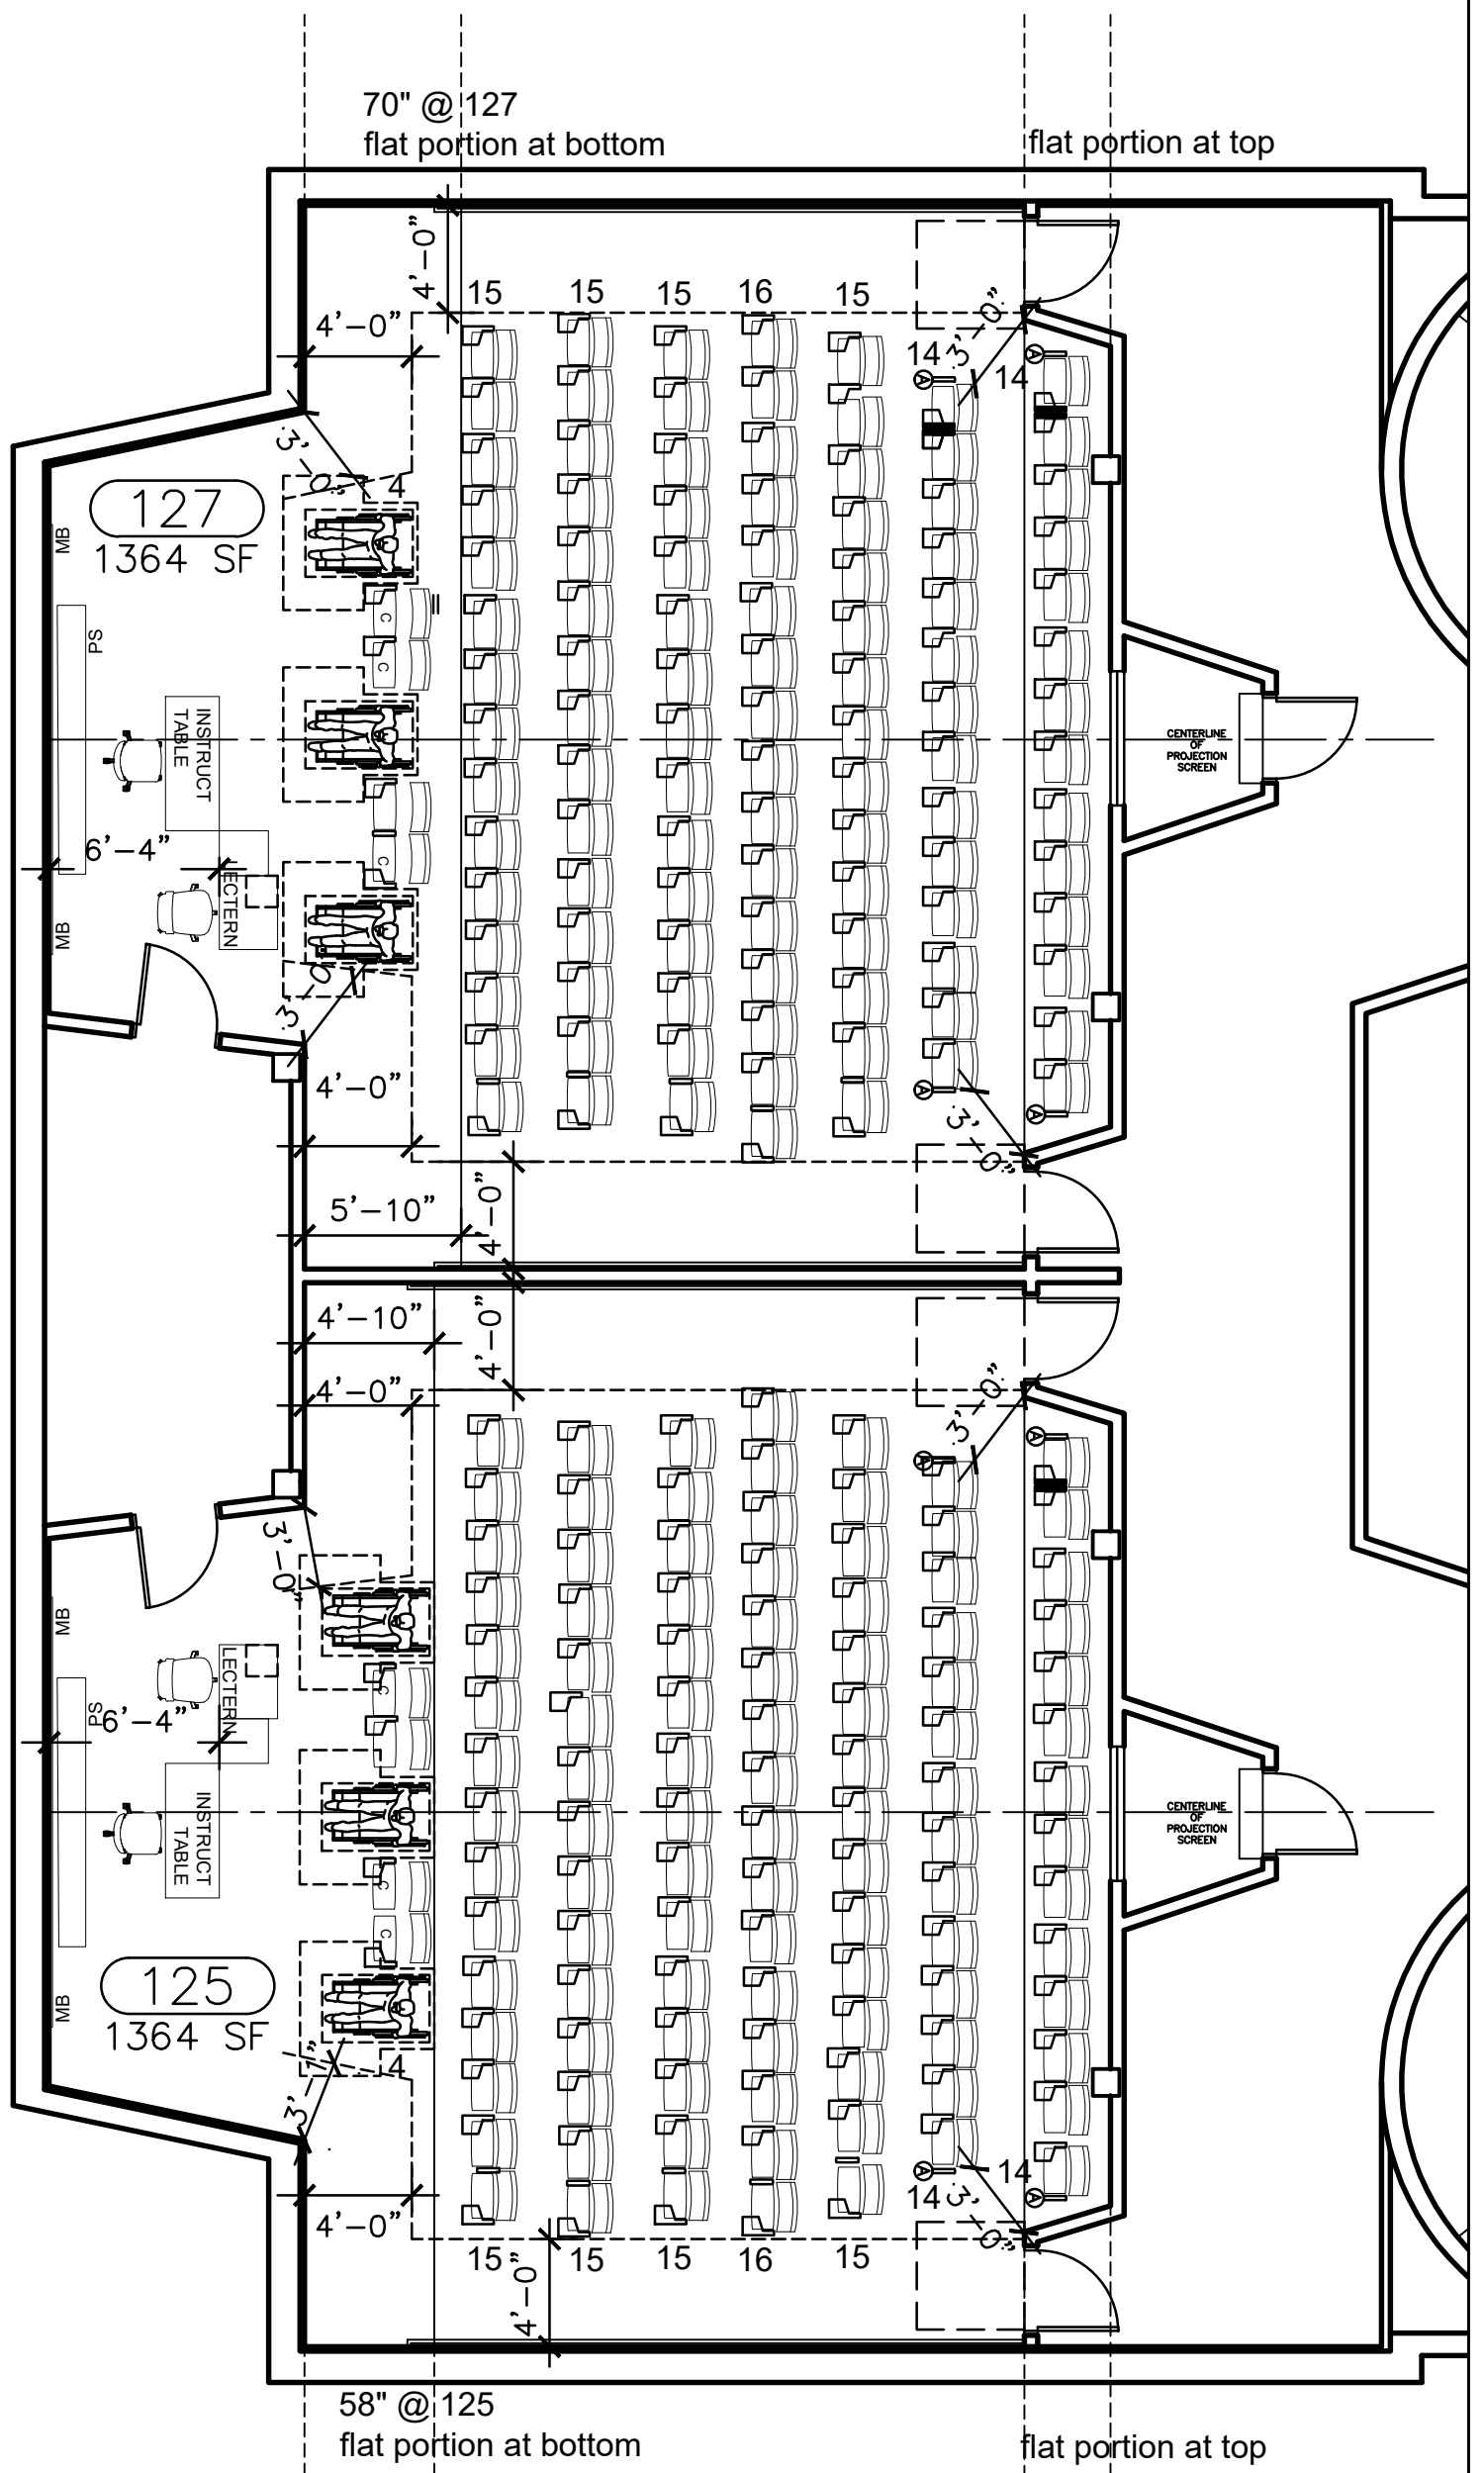 70" @ 127
flat portion at bottom
flat portion at top
4'-0"
15
15
15
16
15
4'-0"
3'-0"
14
14
A
A
3'-0"
4
127
1364 SF
MB
PS
C
C
INSTRUCT
TABLE
CENTERLINE
OF
PROJECTION
SCREEN
6'-4"
C
LECTERN
MB
3'-0"
4'-0"
A
A
3'-0"
5'-10"
4'-0"
4'-10"
4'-0"
4'-0"
3'-0"
A
A
3'-0"
MB
LECTERN
C
PS
6'-4"
INSTRUCT
TABLE
C
C
CENTERLINE
OF
PROJECTION
SCREEN
125
1364 SF
MB
4
4'-0"
A
A
14
14
3'-0"
15
15
15
16
15
4'-0"
58" @ 125
flat portion at bottom
flat portion at top